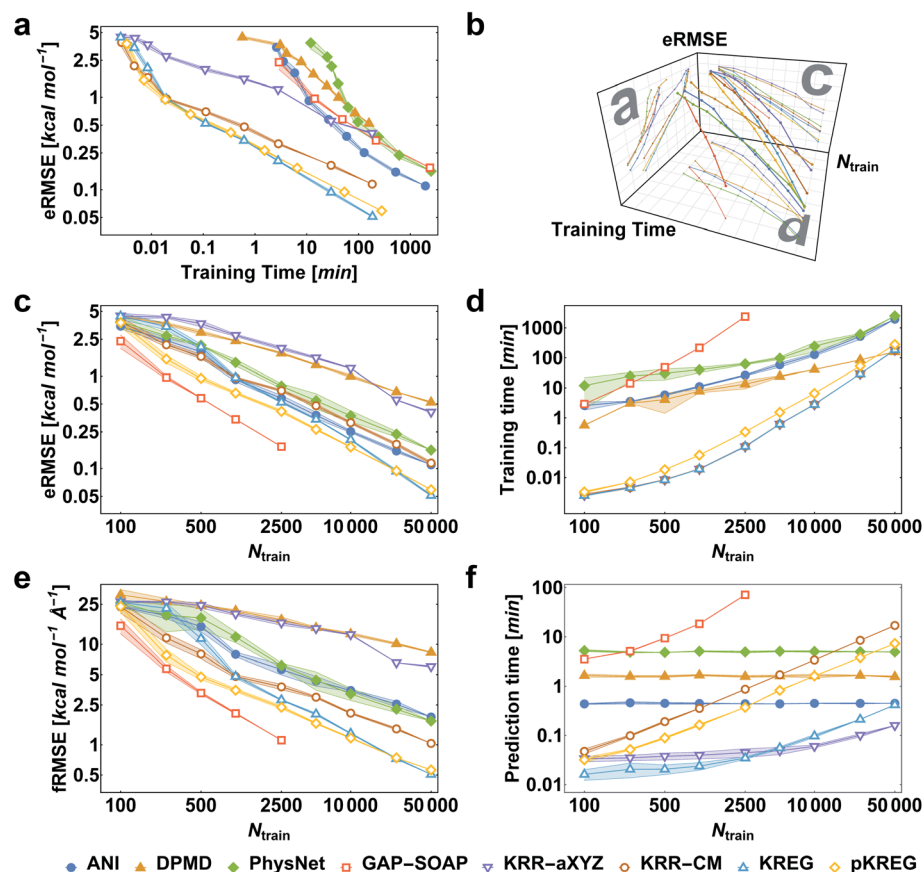 a
eRMSE [kcal mol⁻¹]
5
2.5
1
0.5
0.25
0.1
0.05
0.01 0.1 1 10 100 1000
Training Time [min]
b
eRMSE
a
c
d
N_train
Training Time
c
eRMSE [kcal mol⁻¹]
5
2.5
1
0.5
0.25
0.1
0.05
100 500 2500 10 000 50 000
N_train
d
Training time [min]
1000
100
10
1
0.1
0.01
100 500 2500 10 000 50 000
N_train
e
fRMSE [kcal mol⁻¹ Å⁻¹]
25
10
5
2.5
1
0.5
100 500 2500 10 000 50 000
N_train
f
Prediction time [min]
100
10
1
0.1
0.01
100 500 2500 10 000 50 000
N_train
ANI DPMD PhysNet GAP–SOAP KRR–aXYZ KRR–CM KREG pKREG